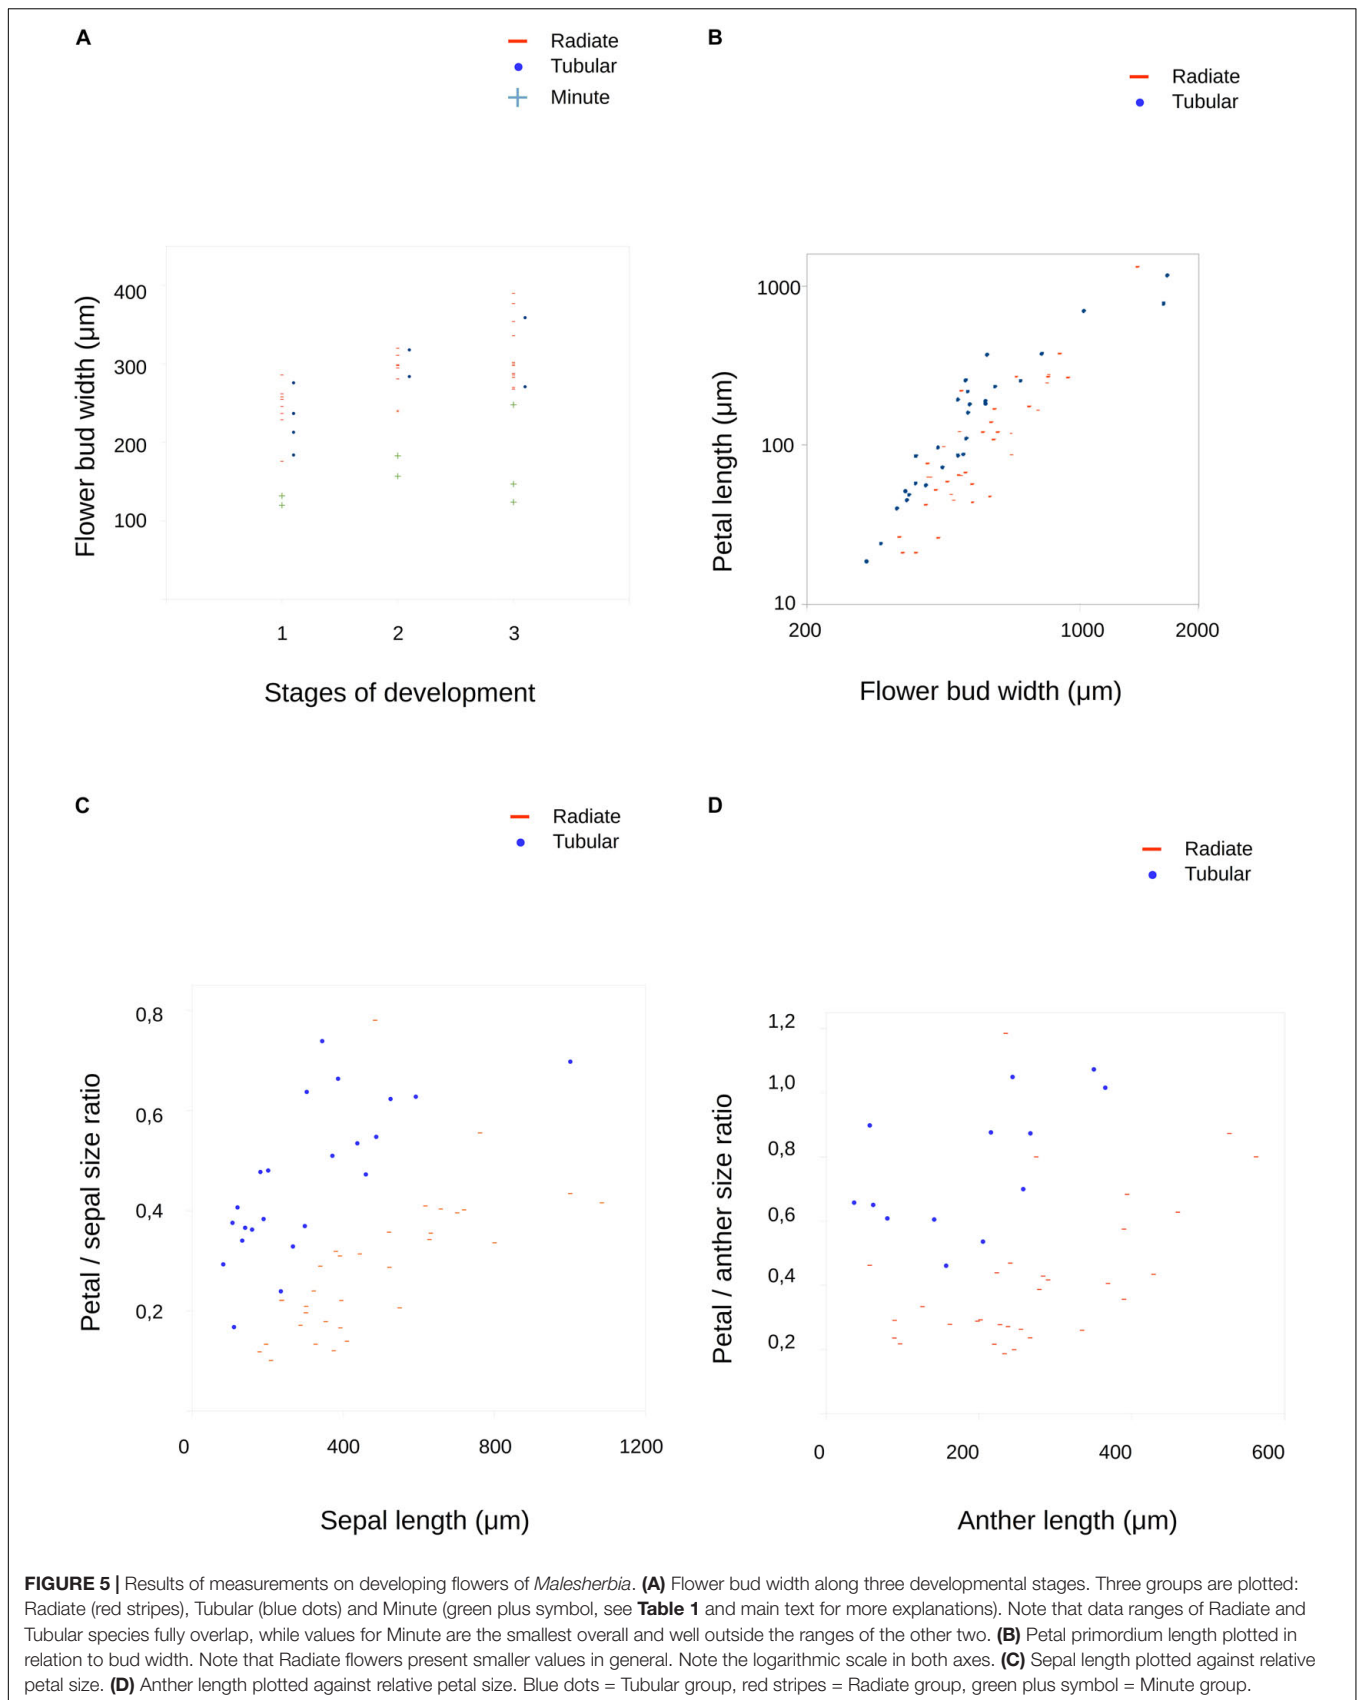 A
Radiate
Tubular
Minute
Flower bud width (µm)
400
300
200
100
1
2
3
Stages of development
B
Radiate
Tubular
Petal length (µm)
1000
100
10
200
1000
2000
Flower bud width (µm)
C
Radiate
Tubular
Petal / sepal size ratio
0,8
0,6
0,4
0,2
0
400
800
1200
Sepal length (µm)
D
Radiate
Tubular
Petal / anther size ratio
1,2
1,0
0,8
0,6
0,4
0,2
0
200
400
600
Anther length (µm)
FIGURE 5 | Results of measurements on developing flowers of Malesherbia. (A) Flower bud width along three developmental stages. Three groups are plotted:
Radiate (red stripes), Tubular (blue dots) and Minute (green plus symbol, see Table 1 and main text for more explanations). Note that data ranges of Radiate and
Tubular species fully overlap, while values for Minute are the smallest overall and well outside the ranges of the other two. (B) Petal primordium length plotted in
relation to bud width. Note that Radiate flowers present smaller values in general. Note the logarithmic scale in both axes. (C) Sepal length plotted against relative
petal size. (D) Anther length plotted against relative petal size. Blue dots = Tubular group, red stripes = Radiate group, green plus symbol = Minute group.